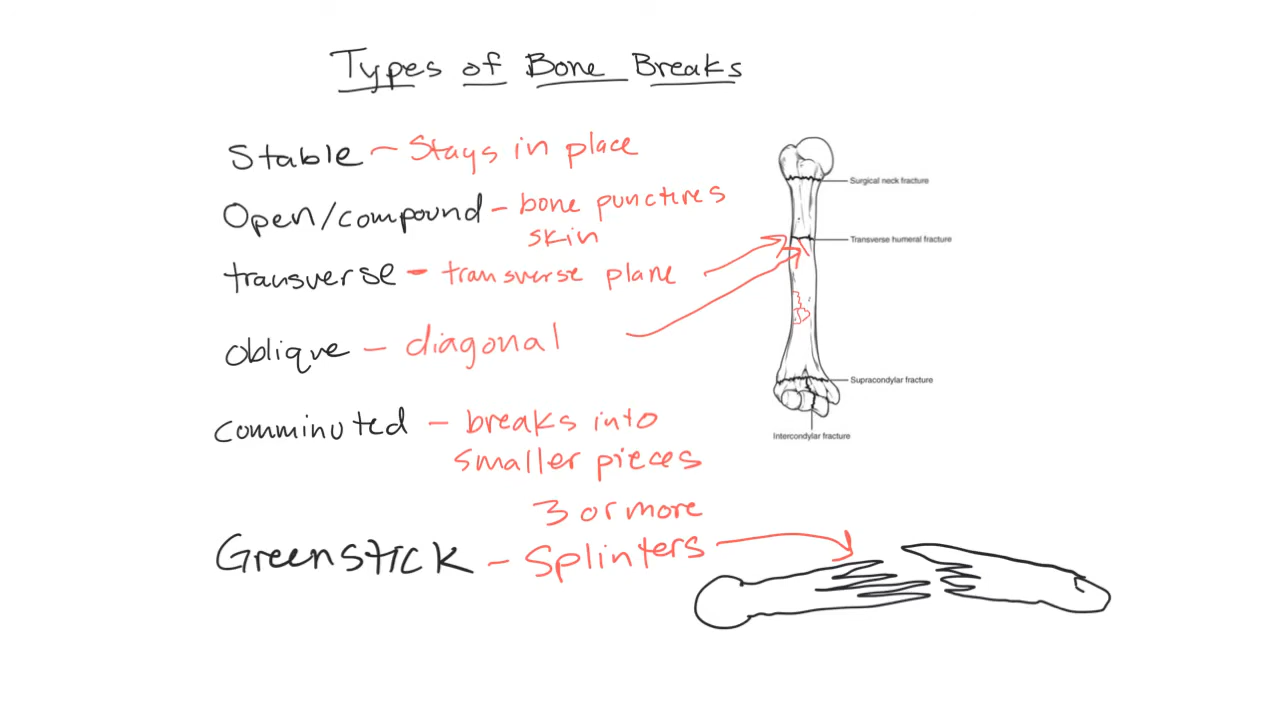 Types of Bone Breaks
Stable - Stays in place
Open/compound - bone punctures
skin
transverse - transverse plane
oblique - diagonal
comminuted - breaks into
smaller pieces
3 or more
Greenstick - Splinters
Surgical neck fracture
Transverse humeral fracture
Supracondylar fracture
Intercondylar fracture